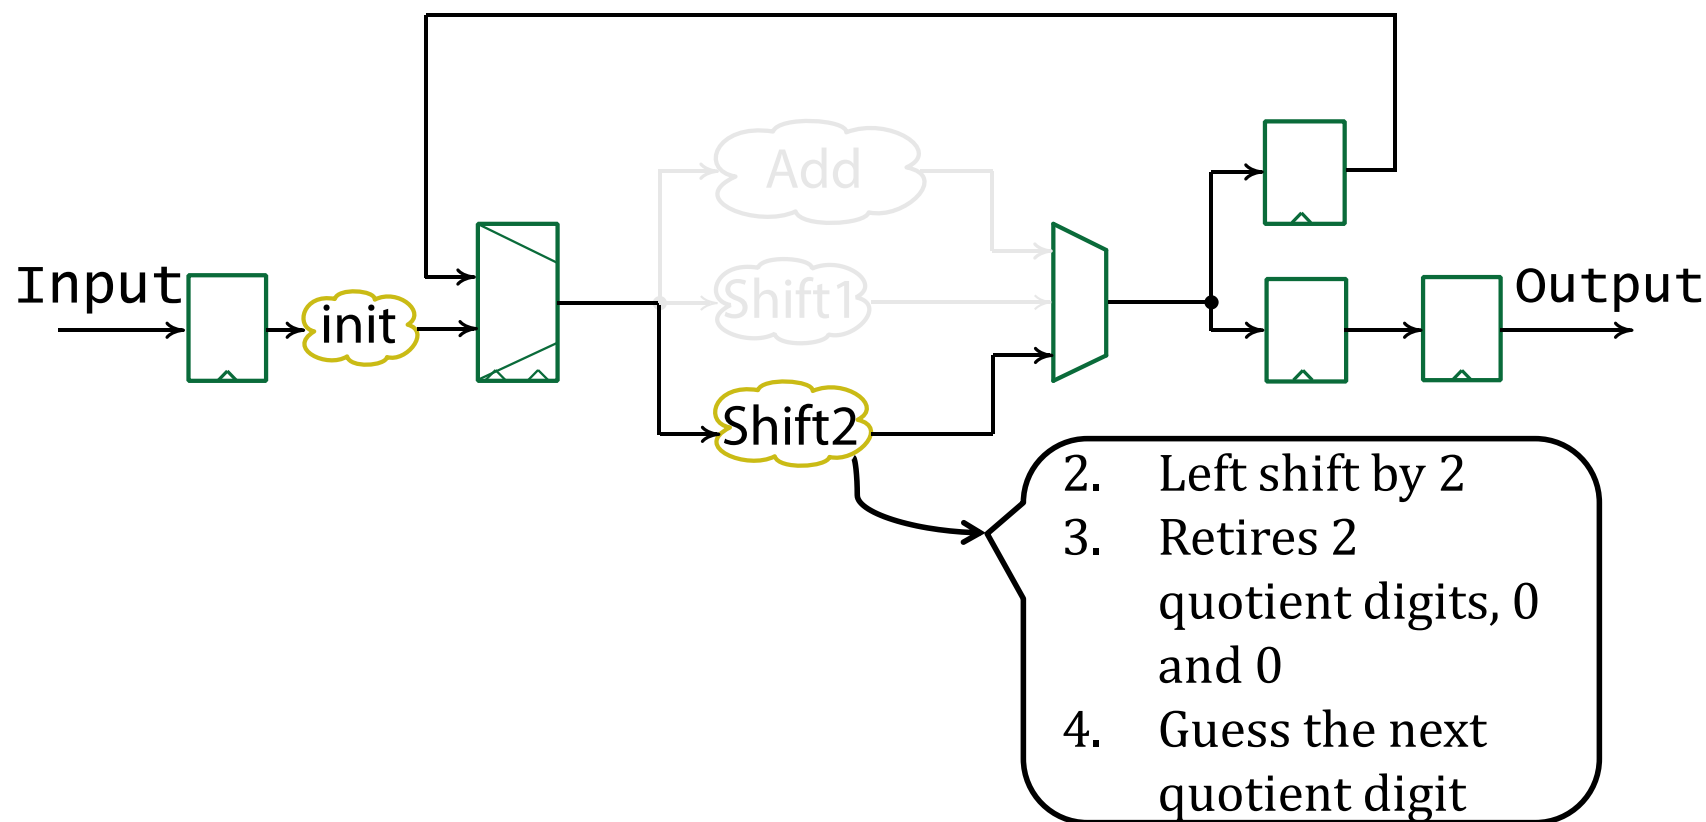 Add
Input
init
Shift1
Output
Shift2
2. Left shift by 2
3. Retires 2
quotient digits, 0
and 0
4. Guess the next
quotient digit